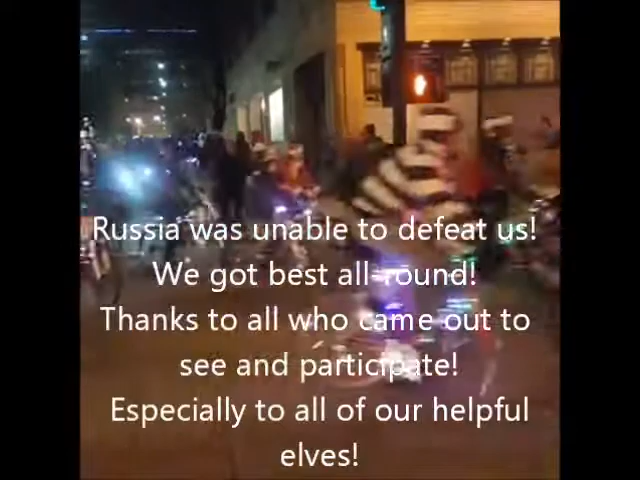 Russia was unable to defeat us!
We got best all-round!
Thanks to all who came out to
see and participate!
Especially to all of our helpful
elves!